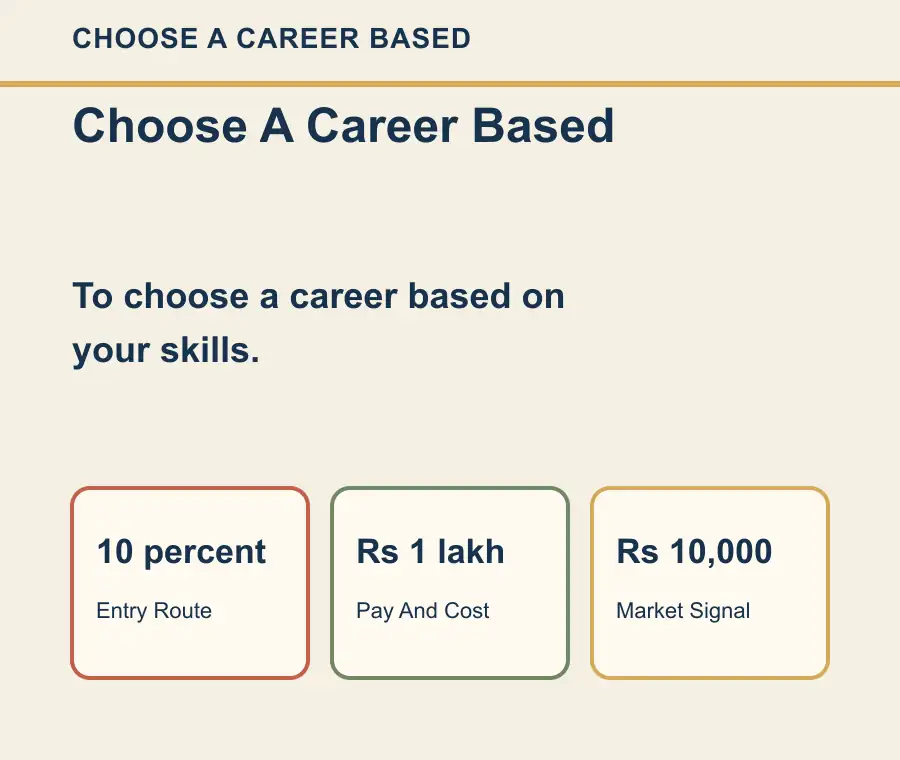 CHOOSE A CAREER BASED
Choose A Career Based
To choose a career based on
your skills.
10 percent
Entry Route
Rs 1 lakh
Pay And Cost
Rs 10,000
Market Signal